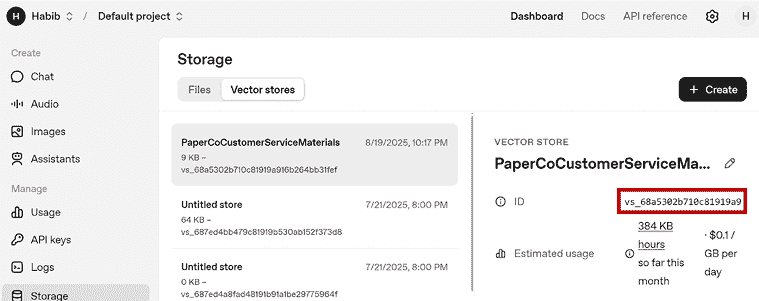 H Habib / Default project
Dashboard Docs API reference H
Create
Chat
Audio
Images
Assistants
Manage
Usage
API keys
Logs
Storage
Storage
Files Vector stores
+ Create
PaperCoCustomerServiceMaterials 8/19/2025, 10:17 PM
9 KB –
vs_68a5302b710c81919a916b264bb31fef
Untitled store 7/21/2025, 8:00 PM
64 KB –
vs_687ed4bb479c81919b530ab152f373d8
Untitled store 7/21/2025, 8:00 PM
0 KB –
vs_687ed4a8fad48191b91a1be29775964f
VECTOR STORE
PaperCoCustomerServiceMa...
ID vs_68a5302b710c81919a9
Estimated usage
384 KB
hours
so far this
month
· $0.1 /
GB per
day